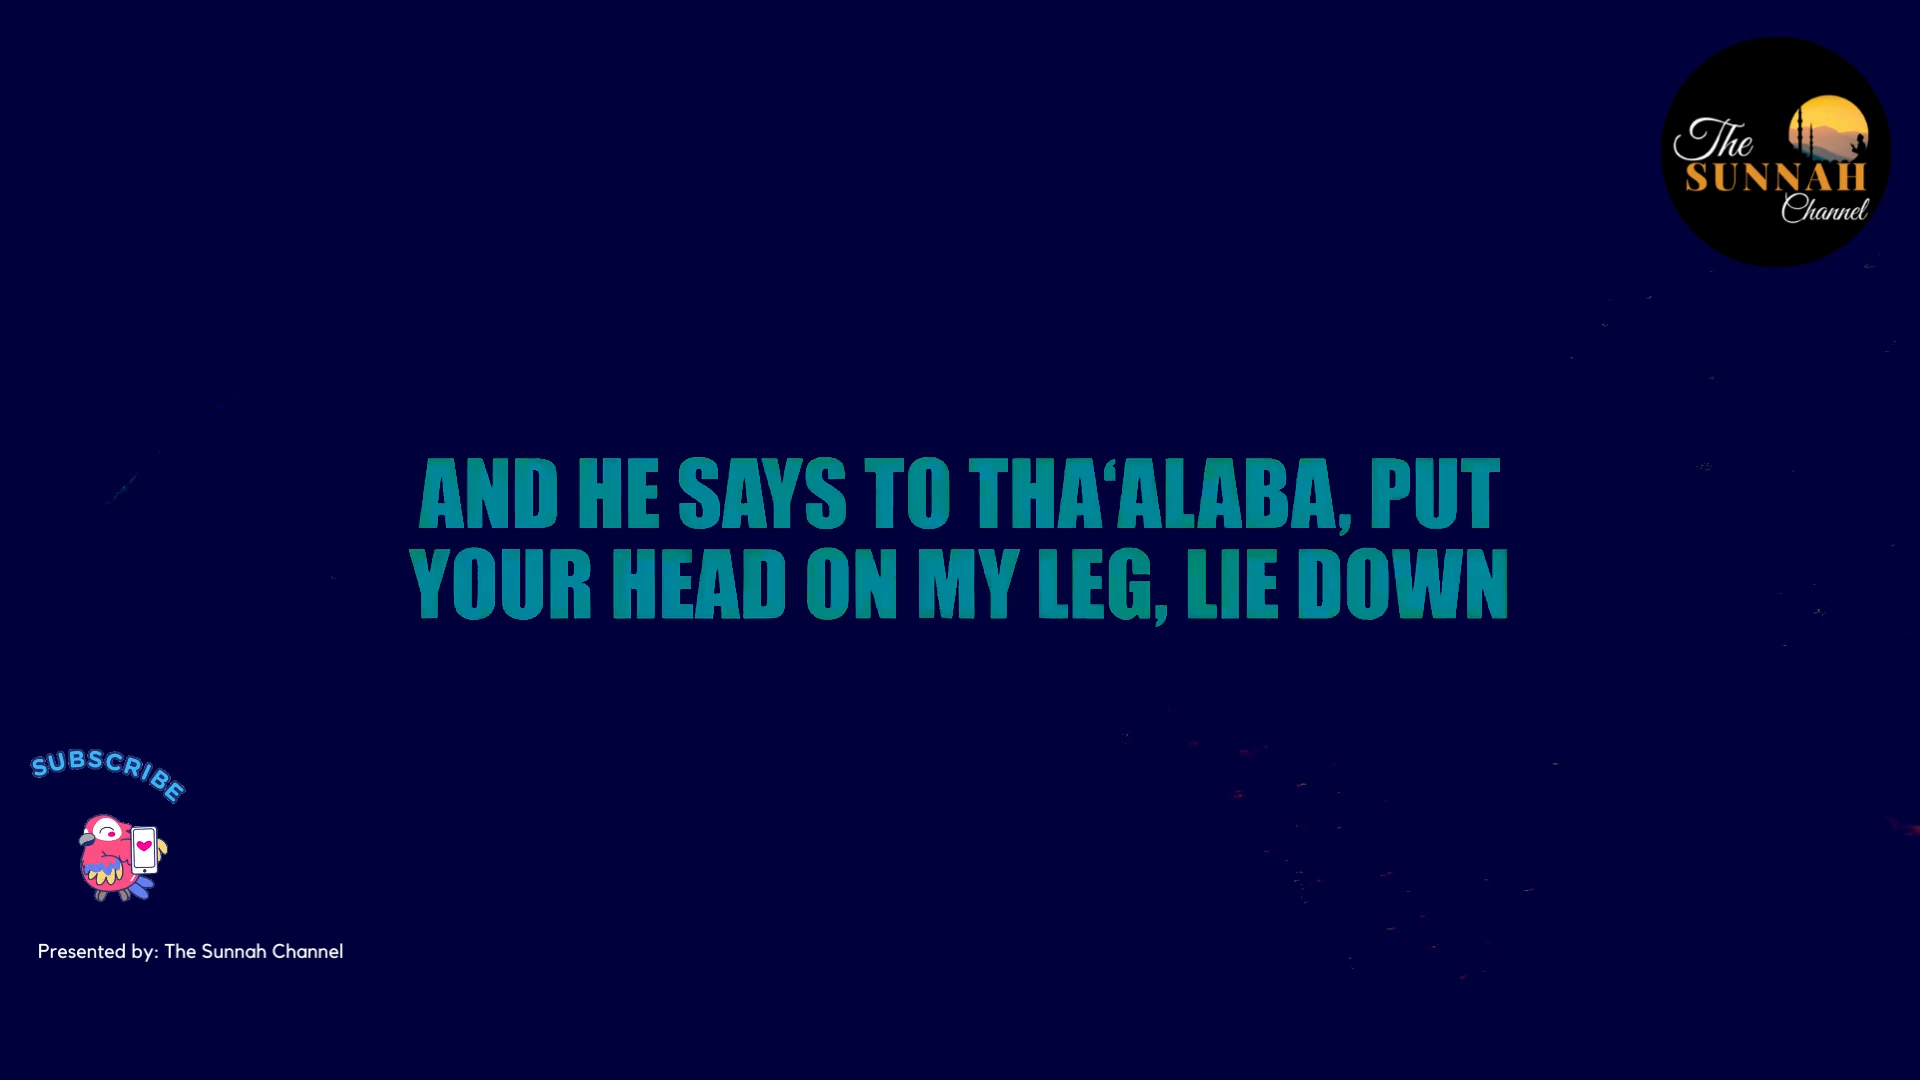 The
SUNNAH
Channel
AND HE SAYS TO THA‘ALABA, PUT
YOUR HEAD ON MY LEG, LIE DOWN
SUBSCRIBE
Presented by: The Sunnah Channel